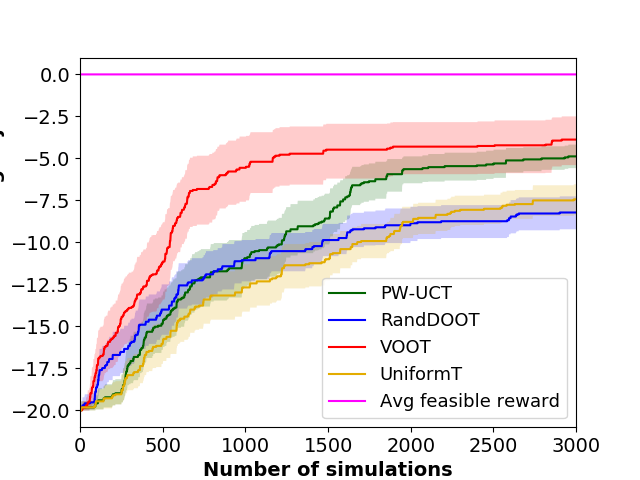 0.0
−2.5
−5.0
−7.5
−10.0
−12.5
−15.0
−17.5
−20.0
0 500 1000 1500 2000 2500 3000
Number of simulations
PW-UCT
RandDOOT
VOOT
UniformT
Avg feasible reward